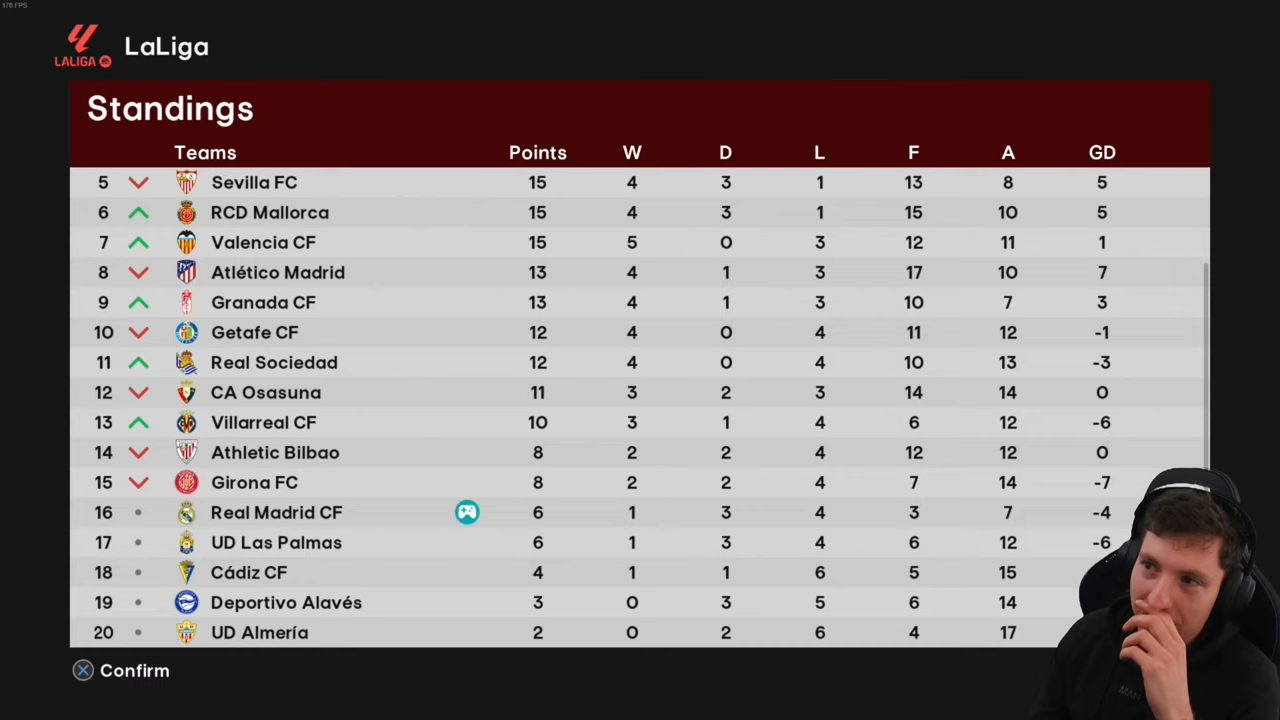 170 FPS
LALIGA EA LaLiga
Standings
Teams Points W D L F A GD
5 Sevilla FC 15 4 3 1 13 8 5
6 RCD Mallorca 15 4 3 1 15 10 5
7 Valencia CF 15 5 0 3 12 11 1
8 Atlético Madrid 13 4 1 3 17 10 7
9 Granada CF 13 4 1 3 10 7 3
10 Getafe CF 12 4 0 4 11 12 -1
11 Real Sociedad 12 4 0 4 10 13 -3
12 CA Osasuna 11 3 2 3 14 14 0
13 Villarreal CF 10 3 1 4 6 12 -6
14 Athletic Bilbao 8 2 2 4 12 12 0
15 Girona FC 8 2 2 4 7 14 -7
16 Real Madrid CF 6 1 3 4 3 7 -4
17 UD Las Palmas 6 1 3 4 6 12 -6
18 Cádiz CF 4 1 1 6 5 15
19 Deportivo Alavés 3 0 3 5 6 14
20 UD Almería 2 0 2 6 4 17
Confirm